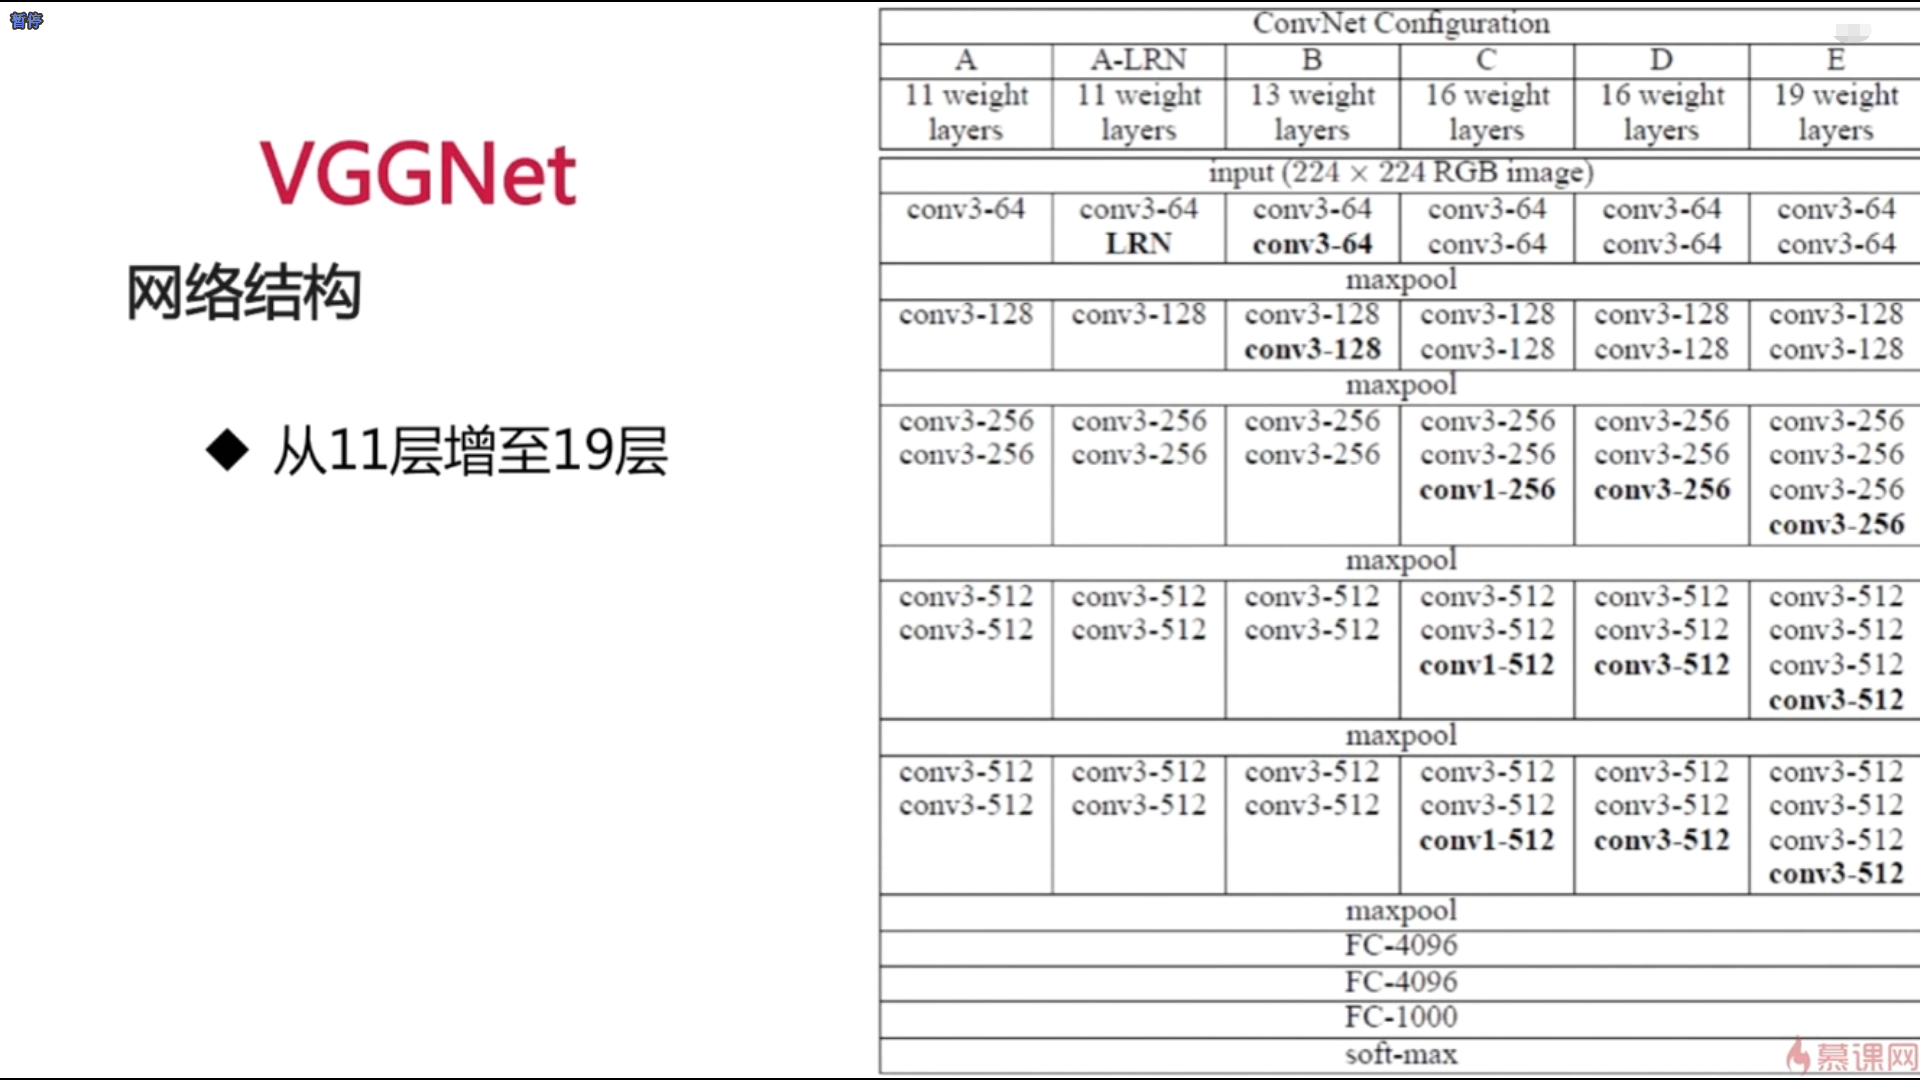 暂停
VGGNet
网络结构
◆ 从11层增至19层
ConvNet Configuration
A A-LRN B C D E
11 weight layers 11 weight layers 13 weight layers 16 weight layers 16 weight layers 19 weight layers
input (224 × 224 RGB image)
conv3-64 conv3-64 conv3-64 conv3-64 conv3-64 conv3-64
LRN conv3-64 conv3-64 conv3-64 conv3-64
maxpool
conv3-128 conv3-128 conv3-128 conv3-128 conv3-128 conv3-128
conv3-128 conv3-128 conv3-128 conv3-128
maxpool
conv3-256 conv3-256 conv3-256 conv3-256 conv3-256 conv3-256
conv3-256 conv3-256 conv3-256 conv3-256 conv3-256 conv3-256
conv1-256 conv3-256 conv3-256
conv3-256
maxpool
conv3-512 conv3-512 conv3-512 conv3-512 conv3-512 conv3-512
conv3-512 conv3-512 conv3-512 conv3-512 conv3-512 conv3-512
conv1-512 conv3-512 conv3-512
conv3-512
maxpool
conv3-512 conv3-512 conv3-512 conv3-512 conv3-512 conv3-512
conv3-512 conv3-512 conv3-512 conv3-512 conv3-512 conv3-512
conv1-512 conv3-512 conv3-512
conv3-512
maxpool
FC-4096
FC-4096
FC-1000
soft-max
慕课网